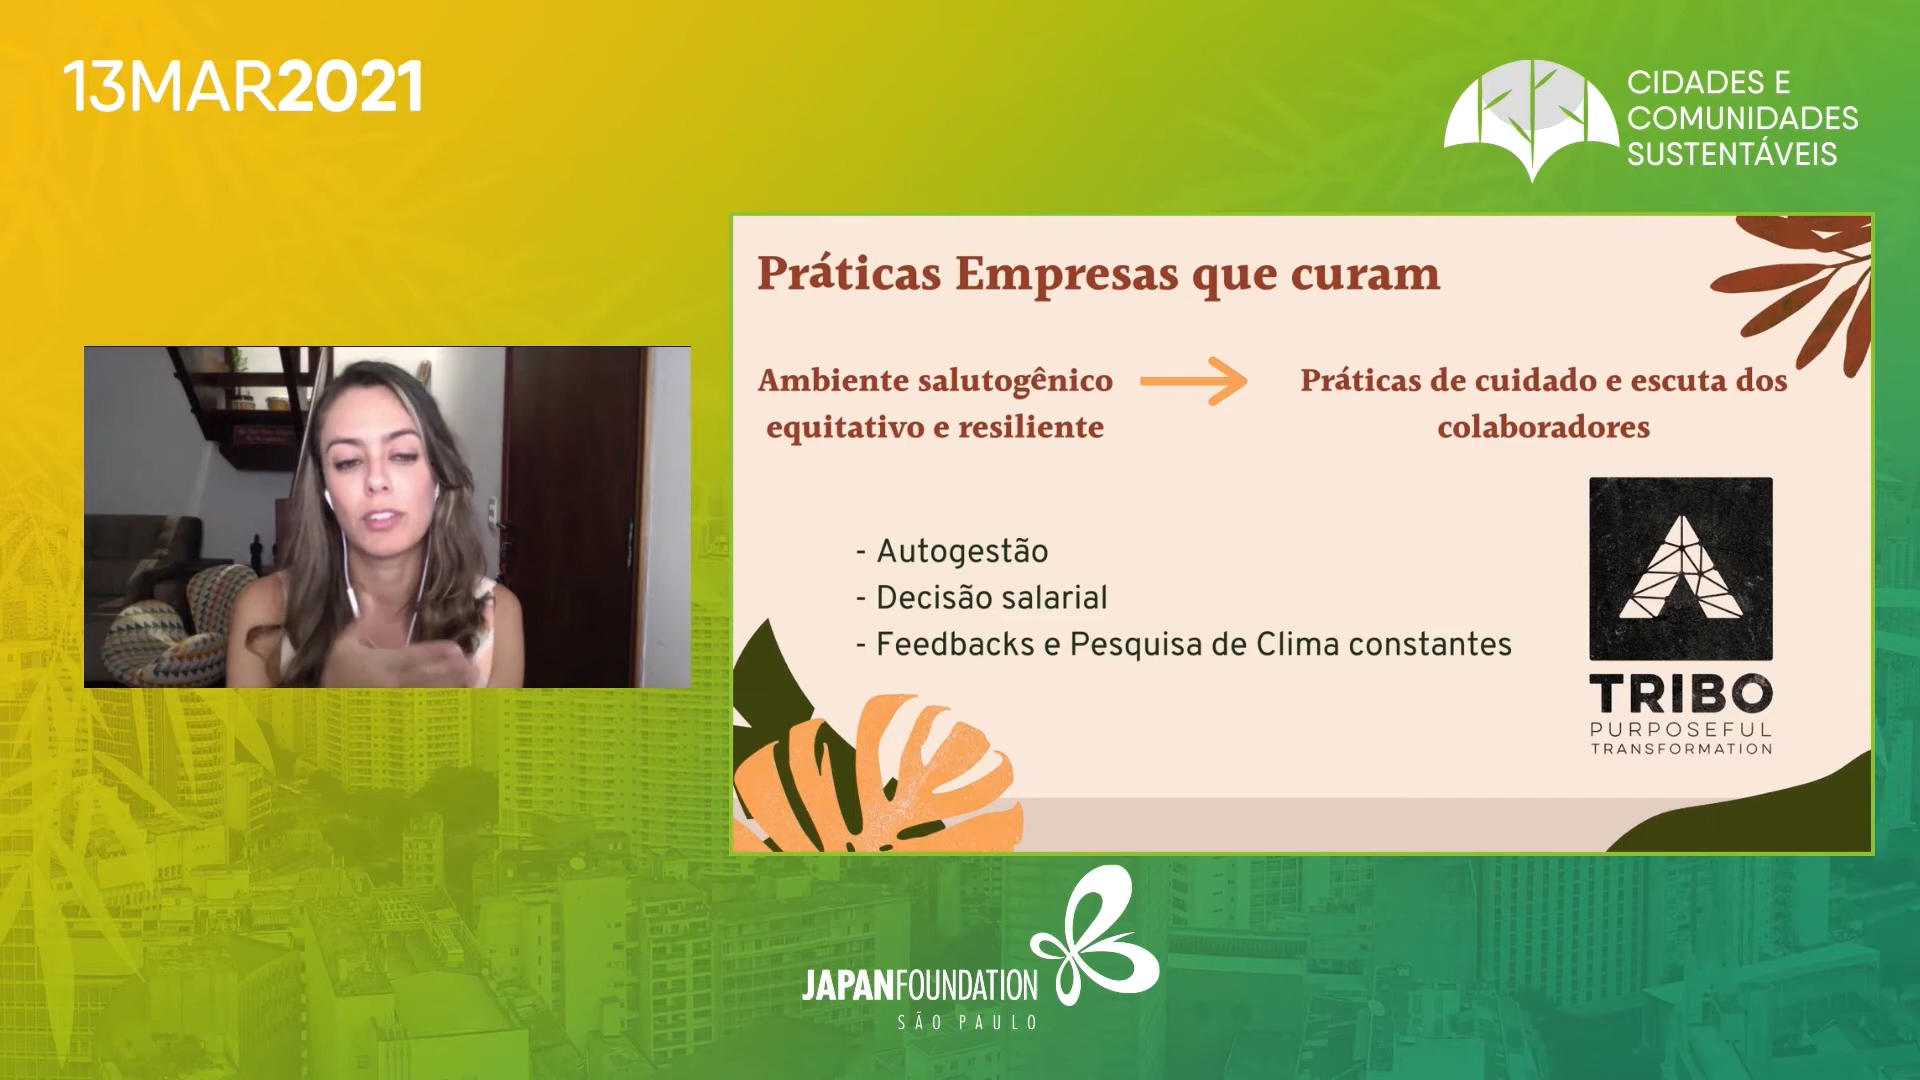 13MAR2021
CIDADES E
COMUNIDADES
SUSTENTÁVEIS
Práticas Empresas que curam
Ambiente salutogênico
equitativo e resiliente
Práticas de cuidado e escuta dos
colaboradores
- Autogestão
- Decisão salarial
- Feedbacks e Pesquisa de Clima constantes
TRIBO
PURPOSEFUL
TRANSFORMATION
JAPANFOUNDATION
SÃO PAULO